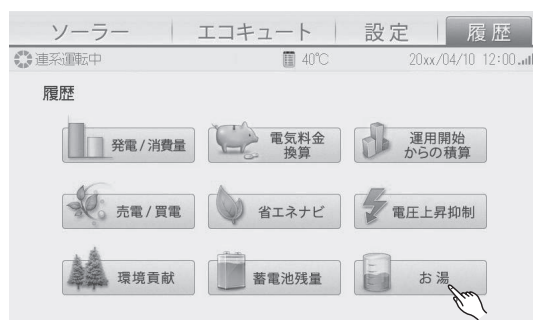 ソーラー エコキュート 設定 履歴
連系運転中 40℃ 20xx/04/10 12:00
履歴
発電/消費量 電気料金
換算 運用開始
からの積算
売電/買電 省エネナビ 電圧上昇抑制
環境貢献 蓄電池残量 お湯